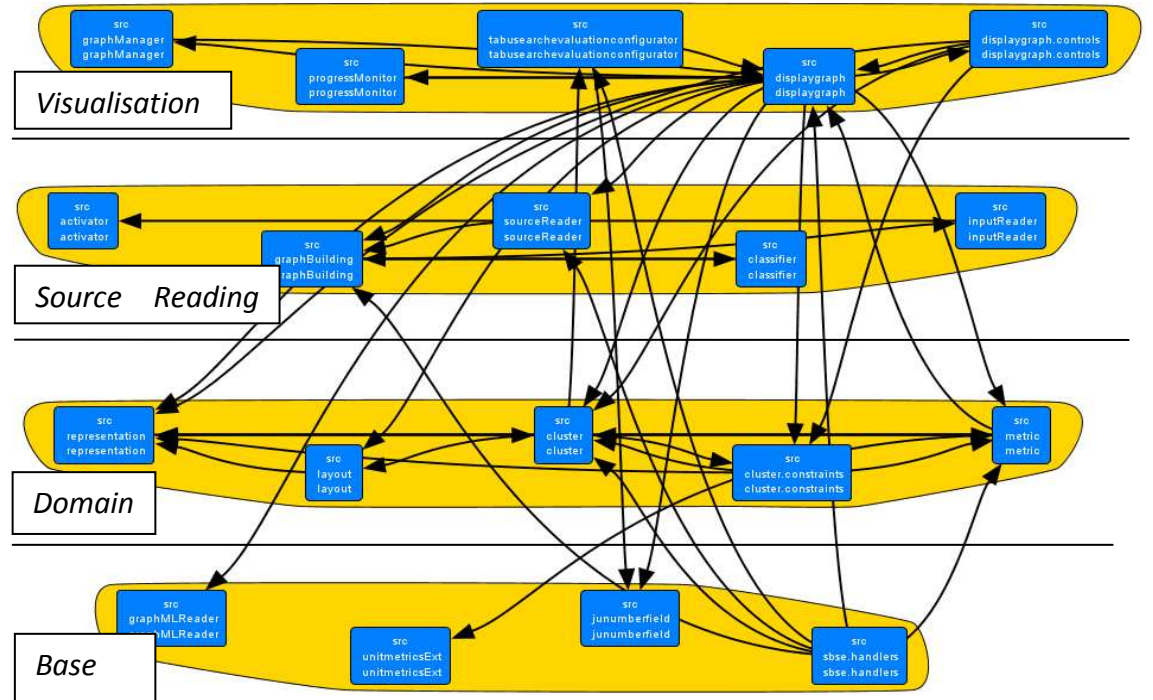 src
graphManager
graphManager
src
progressMonitor
progressMonitor
src
tabusearchevaluationconfigurator
tabusearchevaluationconfigurator
src
displaygraph
displaygraph
src
displaygraph.controls
displaygraph.controls
Visualisation
src
activator
activator
src
graphBuilding
graphBuilding
src
sourceReader
sourceReader
src
classifier
classifier
src
inputReader
inputReader
Source Reading
src
representation
representation
src
layout
layout
src
cluster
cluster
src
cluster.constraints
cluster.constraints
src
metric
metric
Domain
src
graphMLReader
graphMLReader
src
unitmetricsExt
unitmetricsExt
src
junumberfield
junumberfield
src
sbse.handlers
sbse.handlers
Base